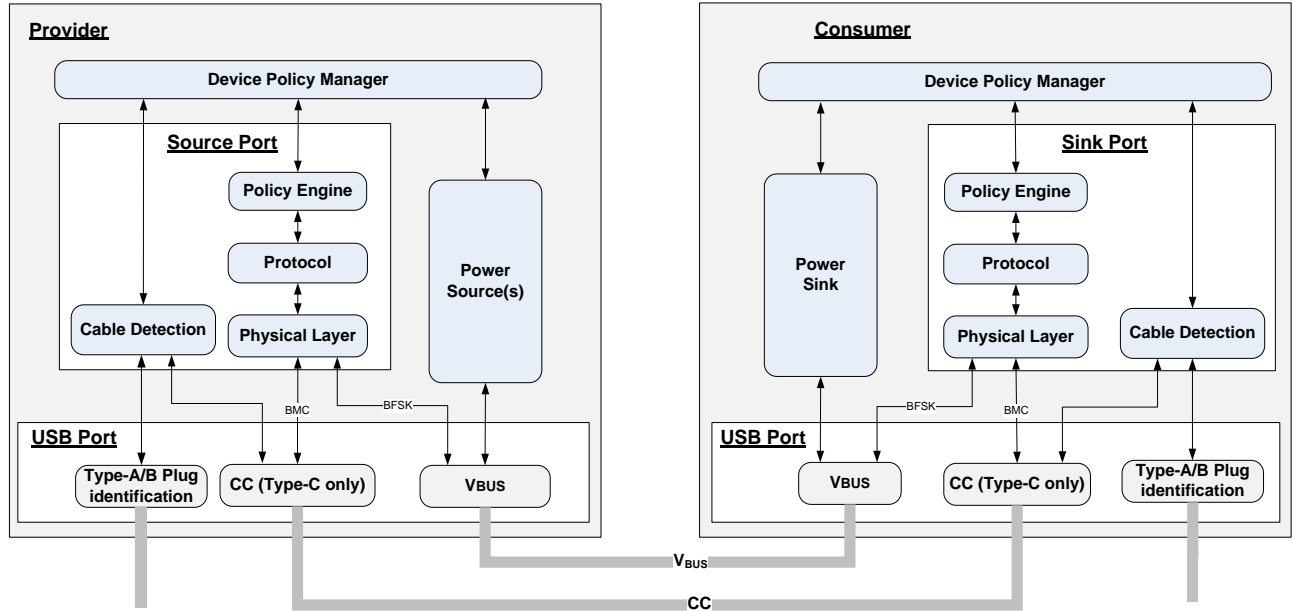 Provider
Device Policy Manager
Source Port
Policy Engine
Protocol
Physical Layer
Cable Detection
Power
Source(s)
BMC
BFSK
USB Port
Type-A/B Plug
identification
CC (Type-C only)
VBUS
Consumer
Device Policy Manager
Sink Port
Policy Engine
Protocol
Physical Layer
Cable Detection
Power
Sink
BFSK
BMC
USB Port
VBUS
CC (Type-C only)
Type-A/B Plug
identification
VBUS
CC